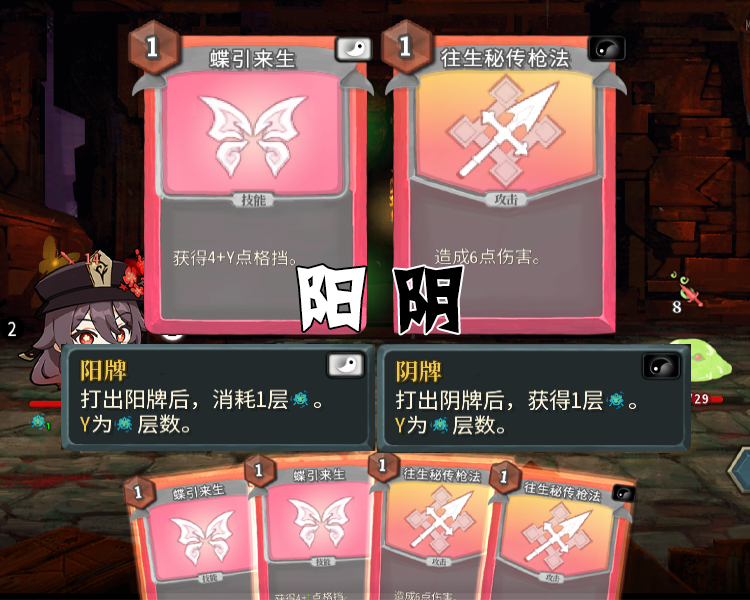 1
蝶引来生
技能
获得4+Y点格挡。
阳
1
往生秘传枪法
攻击
造成6点伤害。
阴
14
2
8
/29
1
阳牌
打出阳牌后，消耗1层 。
Y为 层数。
阴牌
打出阴牌后，获得1层 。
Y为 层数。
1
蝶引来生
技能
1
蝶引来生
技能
获得4+Y点格挡。
1
往生秘传枪法
攻击
造成6点伤害。
1
往生秘传枪法
攻击